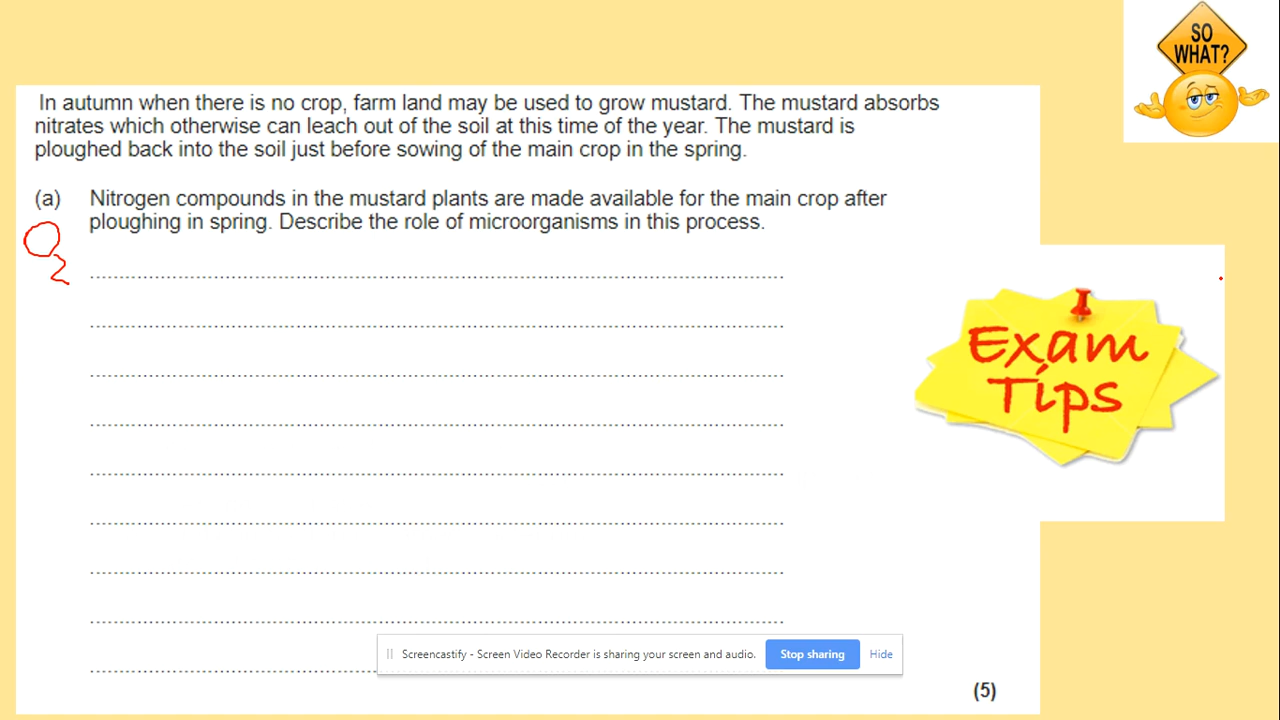 SO
WHAT?
In autumn when there is no crop, farm land may be used to grow mustard. The mustard absorbs
nitrates which otherwise can leach out of the soil at this time of the year. The mustard is
ploughed back into the soil just before sowing of the main crop in the spring.
(a) Nitrogen compounds in the mustard plants are made available for the main crop after
ploughing in spring. Describe the role of microorganisms in this process.
Q2
Exam
Tips
Screencastify - Screen Video Recorder is sharing your screen and audio. Stop sharing Hide
(5)